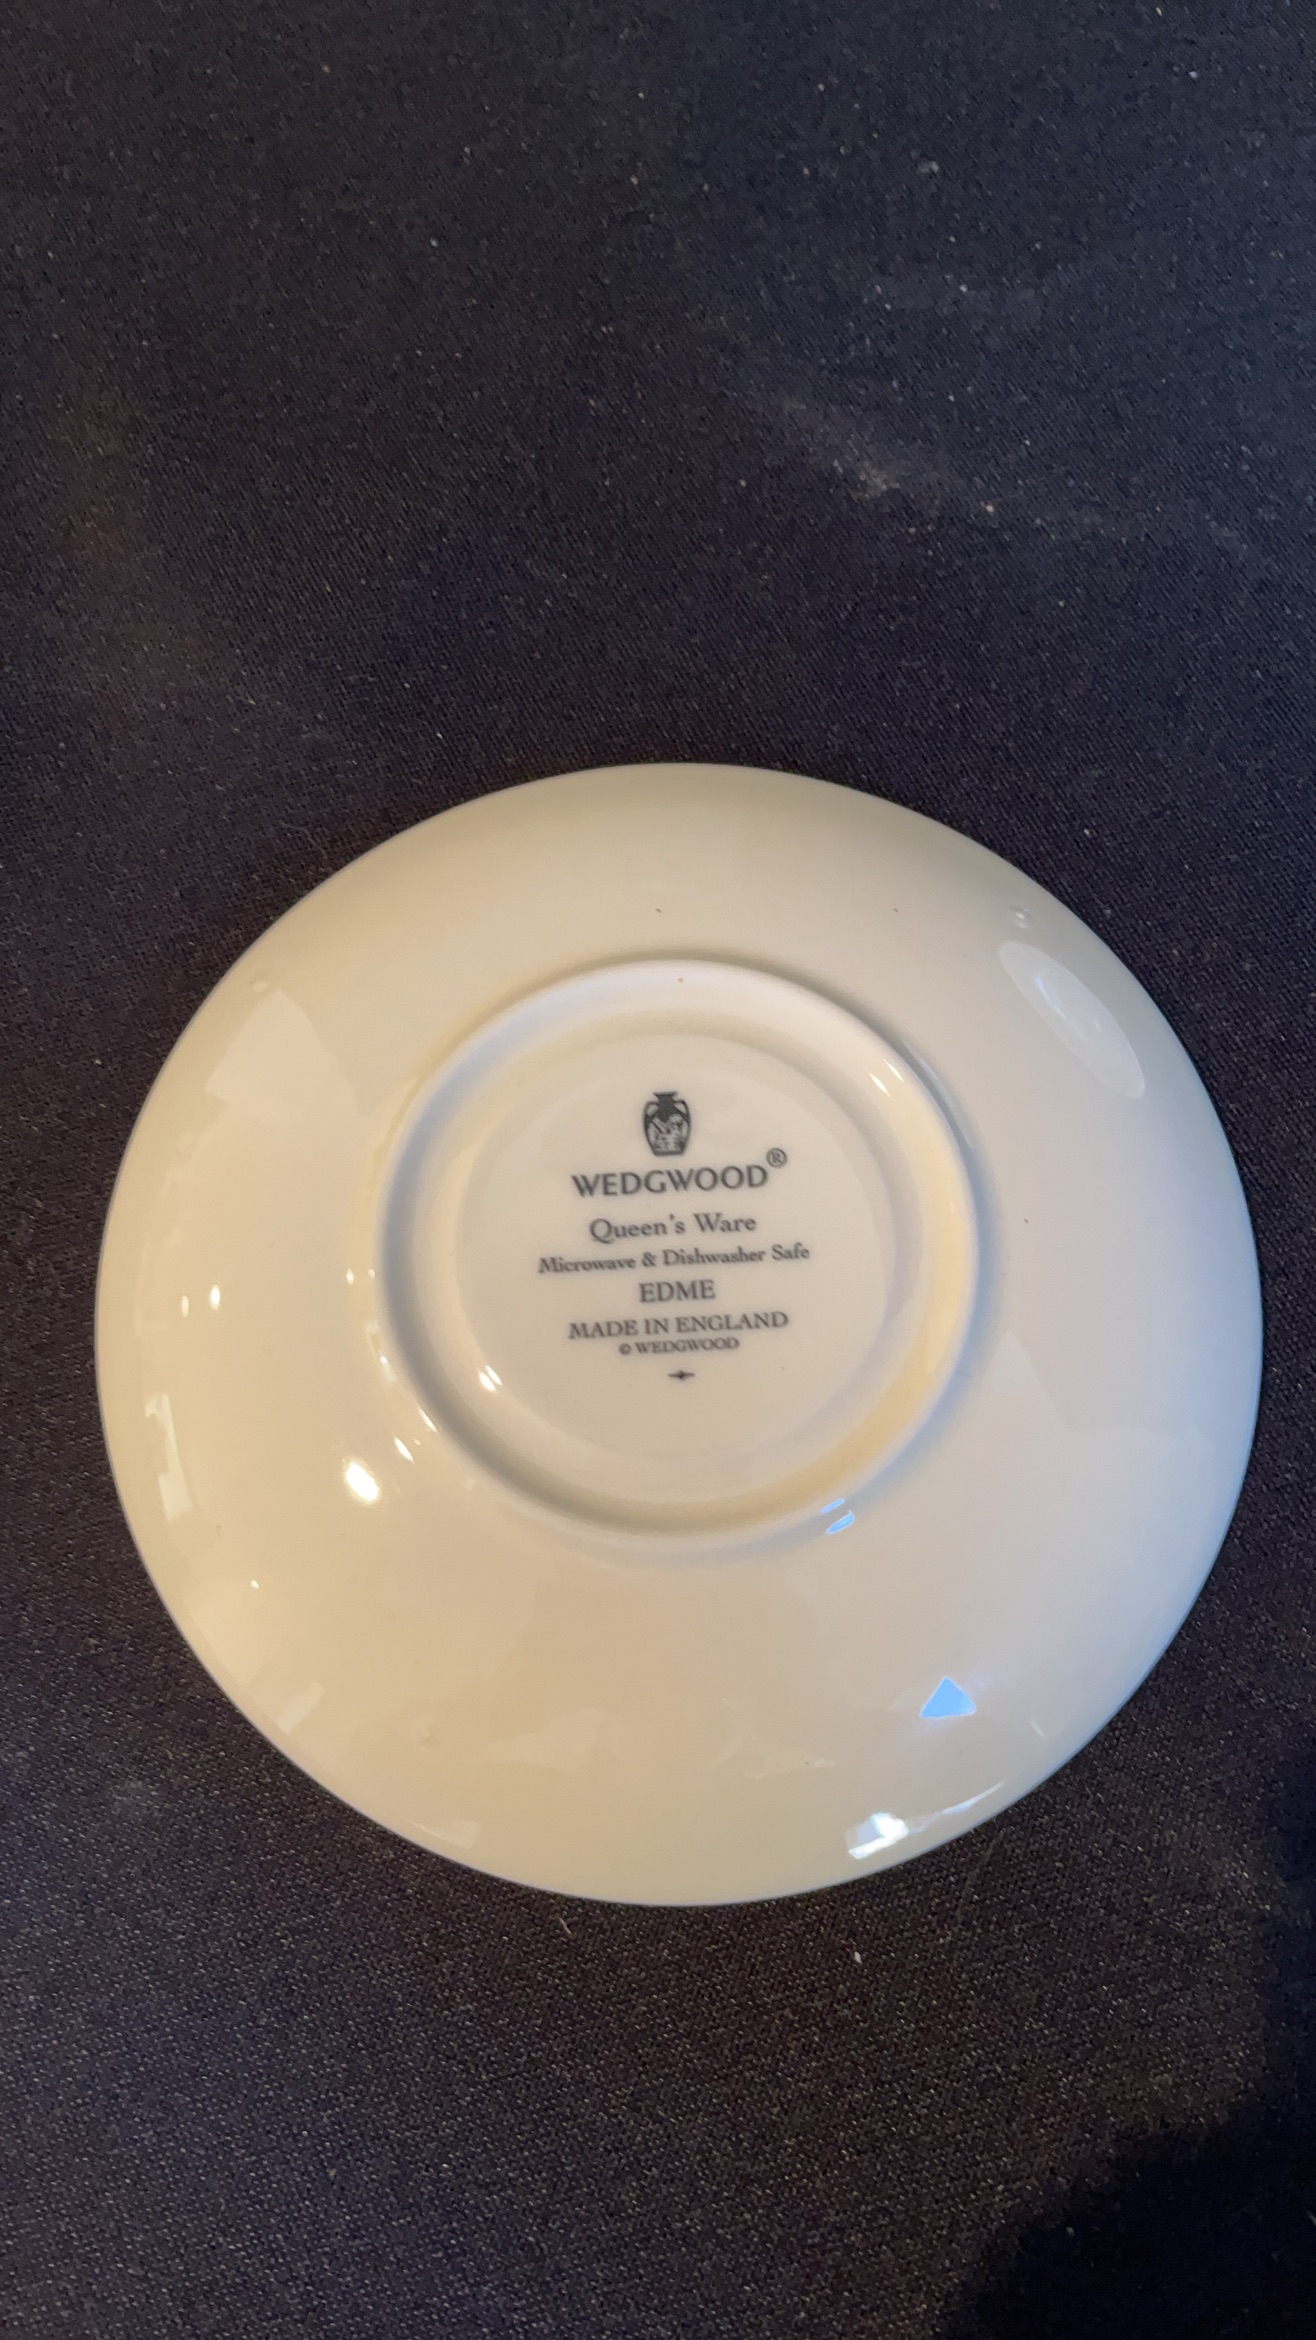 WEDGWOOD®
Queen's Ware
Microwave & Dishwasher Safe
EDME
MADE IN ENGLAND
© WEDGWOOD